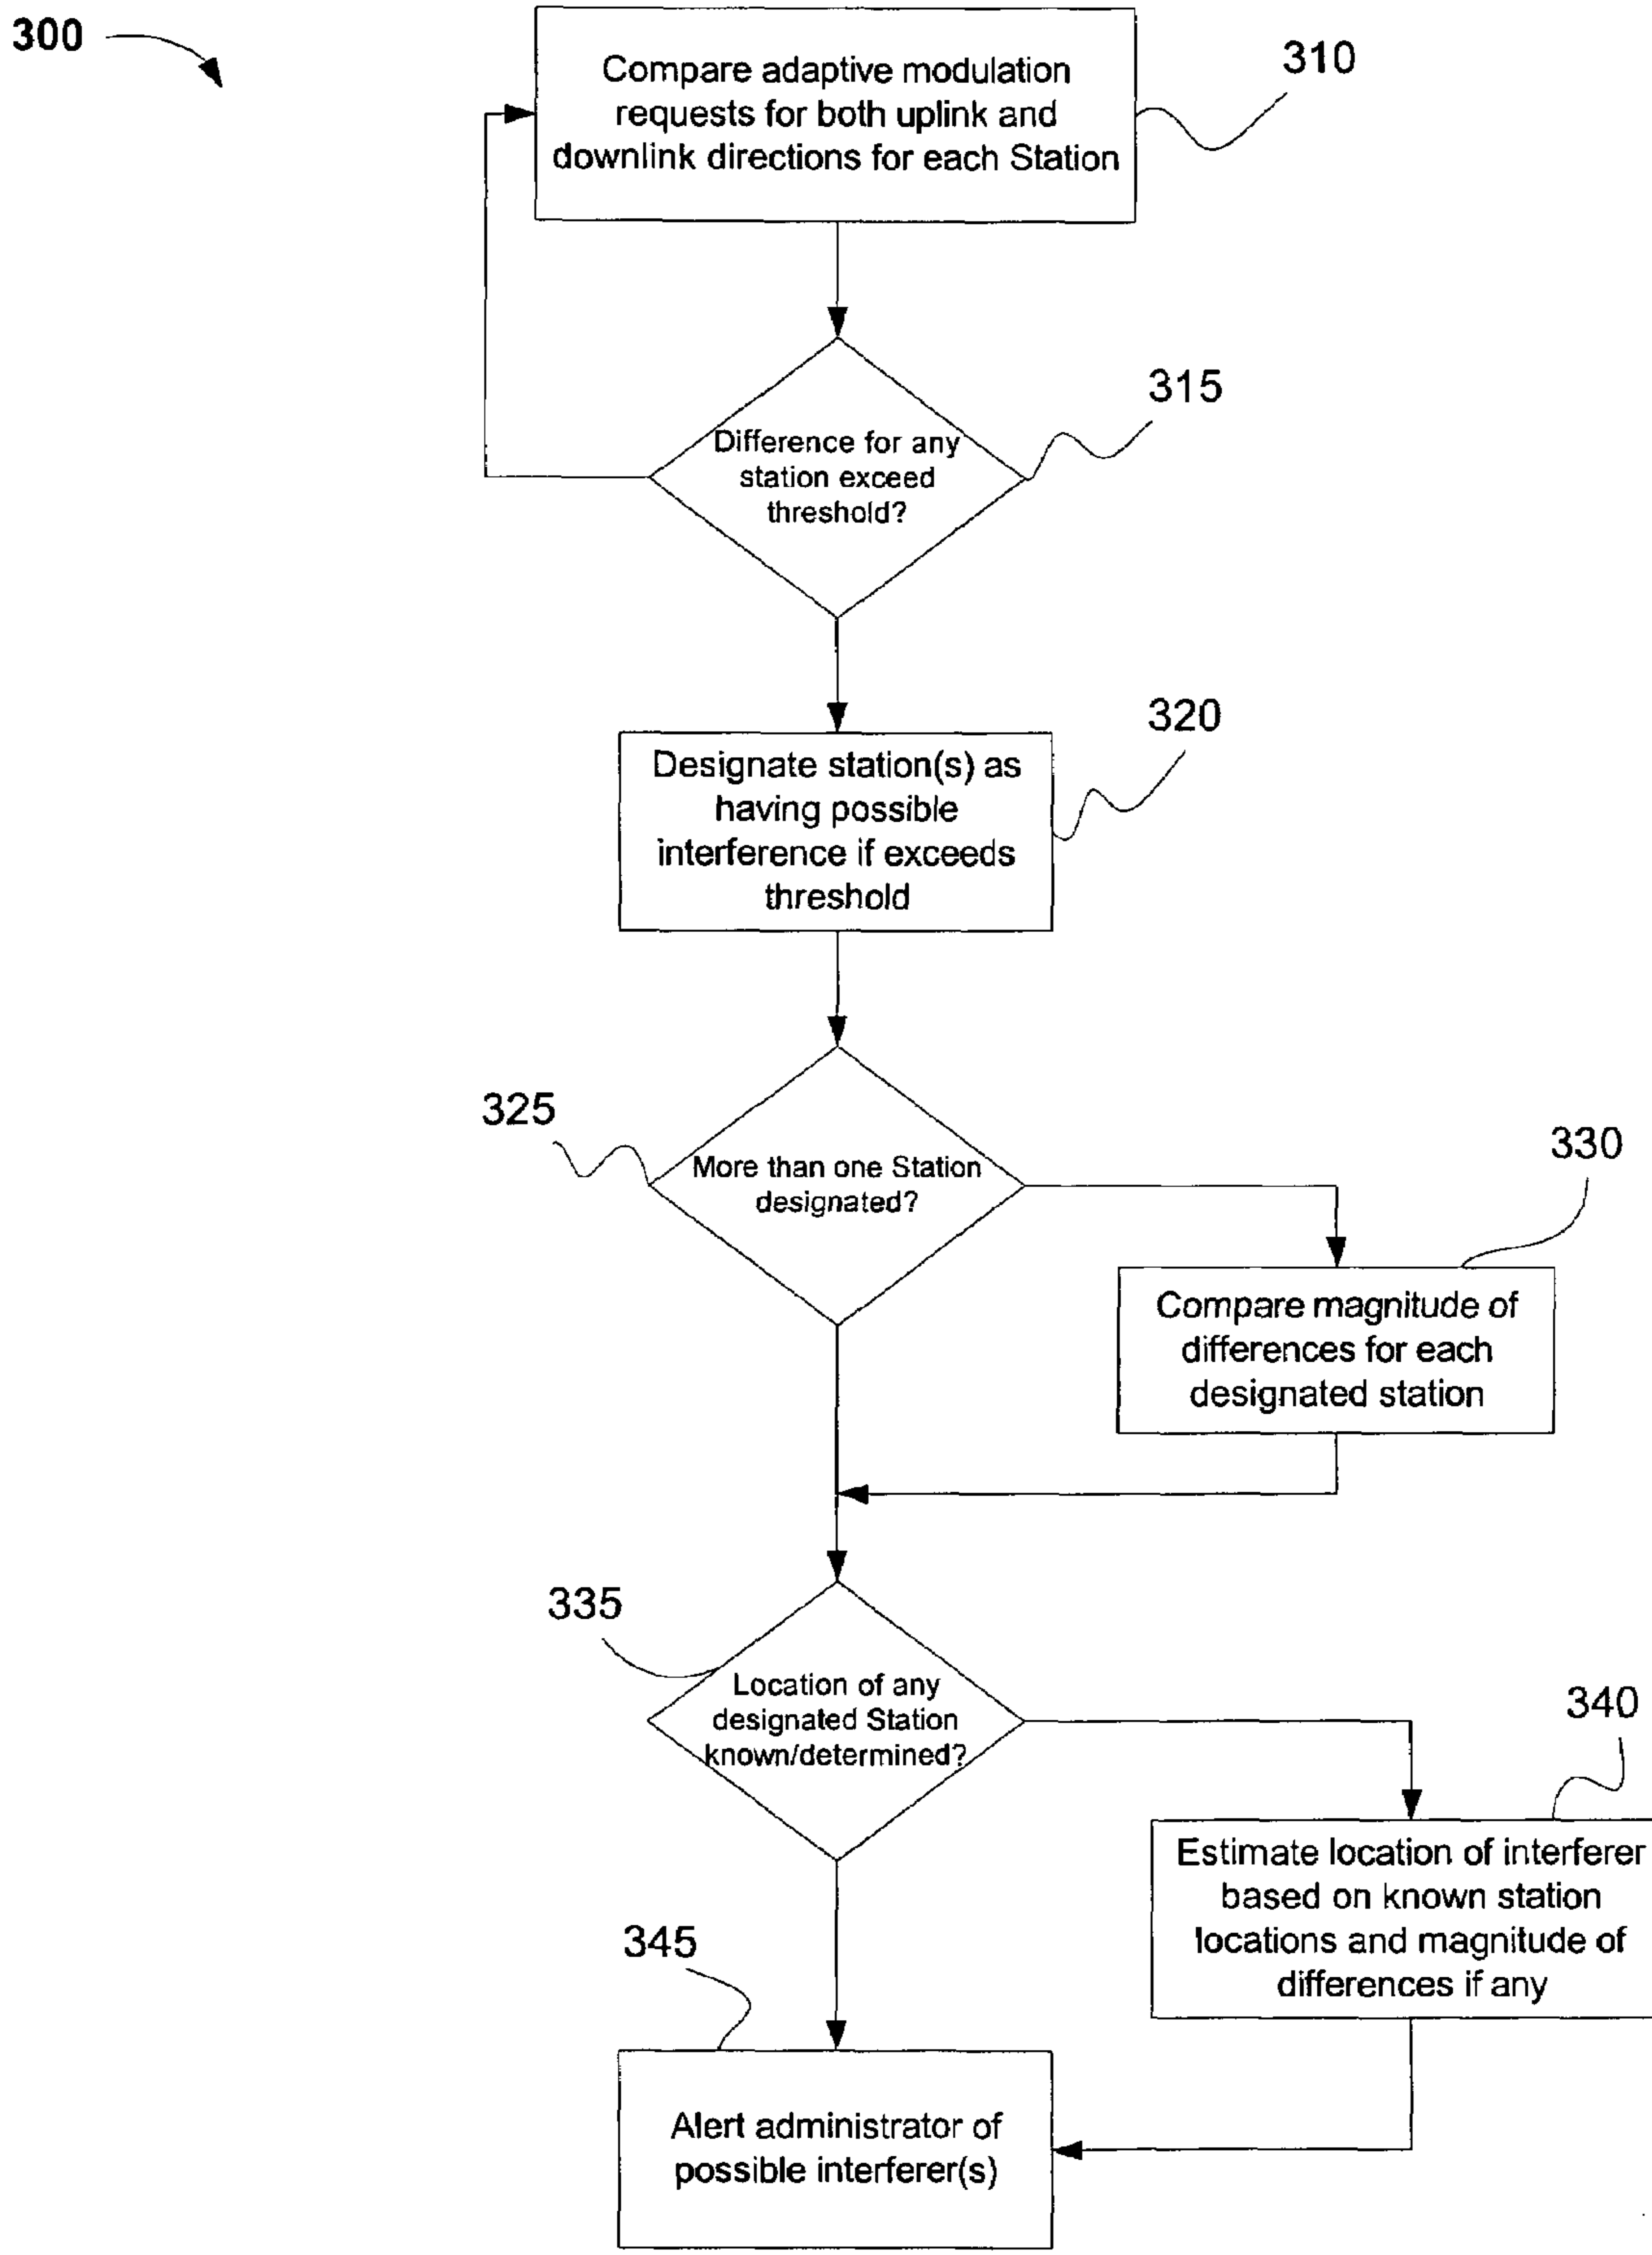 300
Compare adaptive modulation
requests for both uplink and
downlink directions for each Station
310
Difference for any
station exceed
threshold?
315
Designate station(s) as
having possible
interference if exceeds
threshold
320
More than one Station
designated?
325
330
Compare magnitude of
differences for each
designated station
335
Location of any
designated Station
known/determined?
340
Estimate location of interferer
based on known station
locations and magnitude of
differences if any
345
Alert administrator of
possible interferer(s)